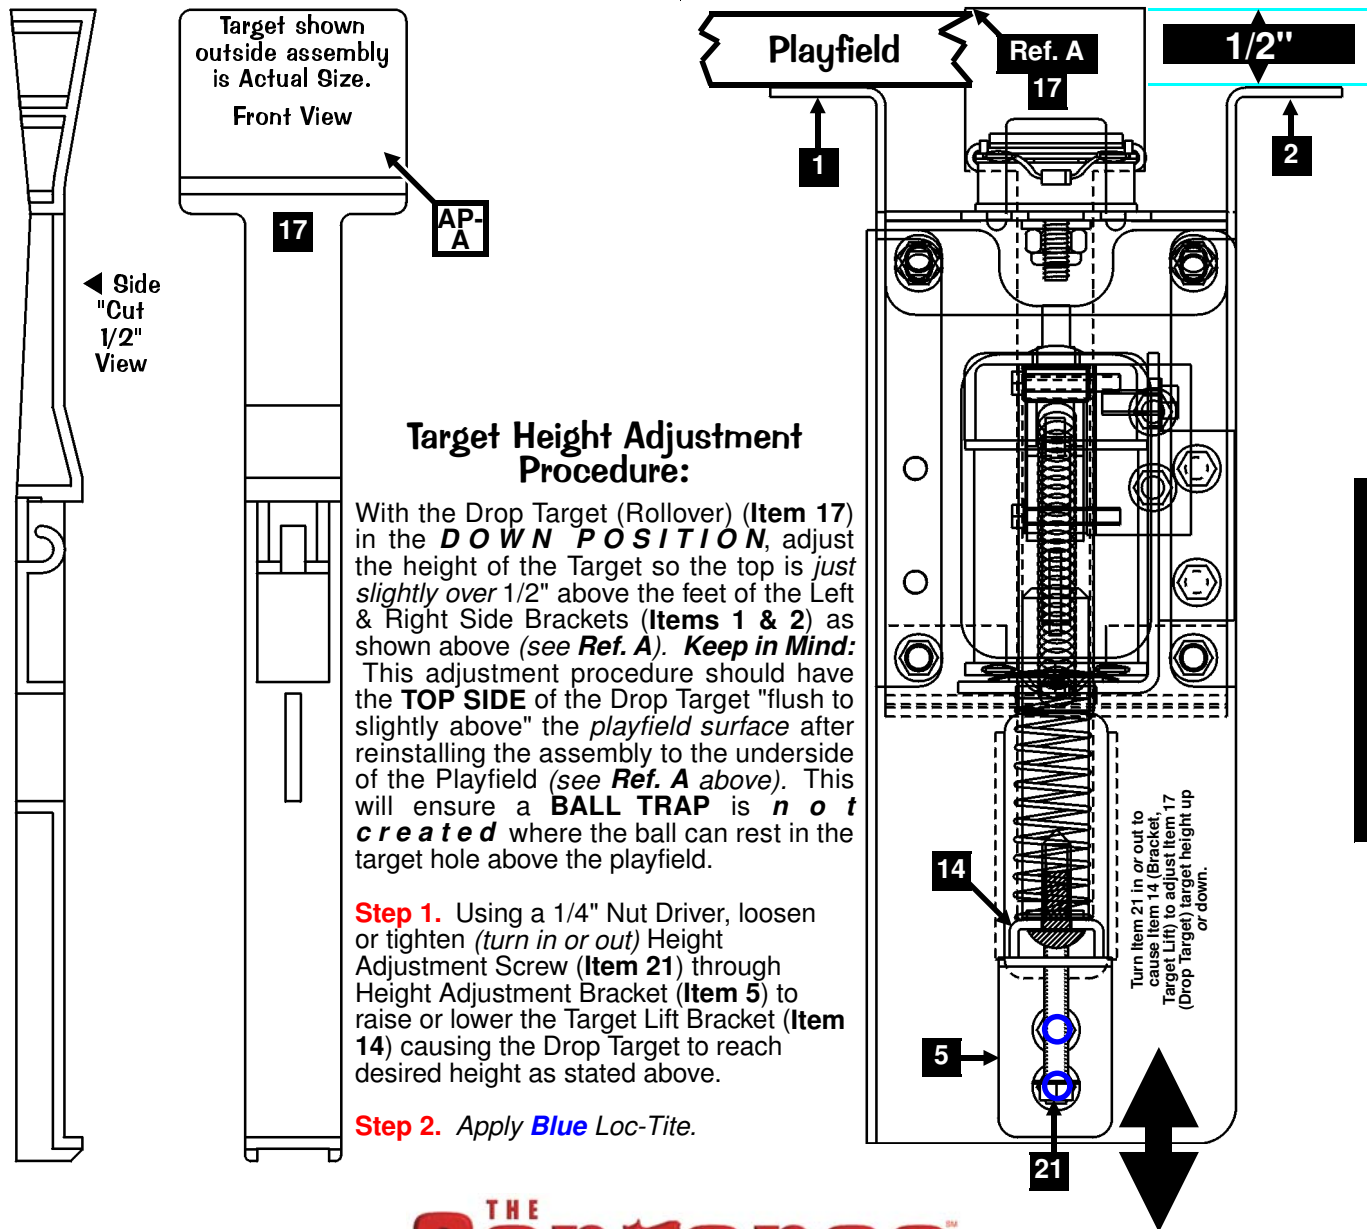 Target shown
outside assembly
is Actual Size.
Front View
17
AP-
A
◄ Side
"Cut
1/2"
View
Playfield
Ref. A
17
1/2"
1
2
Target Height Adjustment
Procedure:
With the Drop Target (Rollover) (Item 17)
in the DOWN POSITION, adjust
the height of the Target so the top is just
slightly over 1/2" above the feet of the Left
& Right Side Brackets (Items 1 & 2) as
shown above (see Ref. A). Keep in Mind:
This adjustment procedure should have
the TOP SIDE of the Drop Target "flush to
slightly above" the playfield surface after
reinstalling the assembly to the underside
of the Playfield (see Ref. A above). This
will ensure a BALL TRAP is not
created where the ball can rest in the
target hole above the playfield.
Step 1. Using a 1/4" Nut Driver, loosen
or tighten (turn in or out) Height
Adjustment Screw (Item 21) through
Height Adjustment Bracket (Item 5) to
raise or lower the Target Lift Bracket (Item
14) causing the Drop Target to reach
desired height as stated above.
Step 2. Apply Blue Loc-Tite.
14
5
21
Turn Item 21 in or out to
cause Item 14 (Bracket,
Target Lift) to adjust Item 17
(Drop Target) target height up
or down.
THE